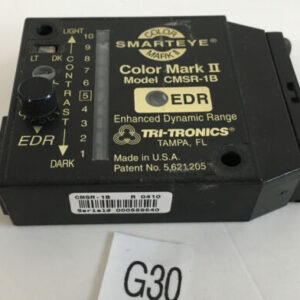 LIGHT
10
9
8
7
6
5
4
3
2
1
DARK
LT DK
CONTRAST
EDR
COLOR
SMARTEYE®
MARK II
Color Mark II
Model CMSR-1B
EDR
Enhanced Dynamic Range
TRI-TRONICS®
TAMPA, FL
Made in U.S.A.
Patent No. 5,621,205
CMSR-1B R 0410
G30